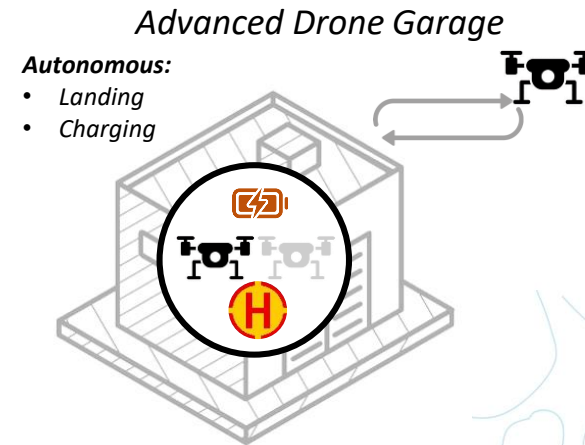 Advanced Drone Garage
Autonomous:
• Landing
• Charging
H